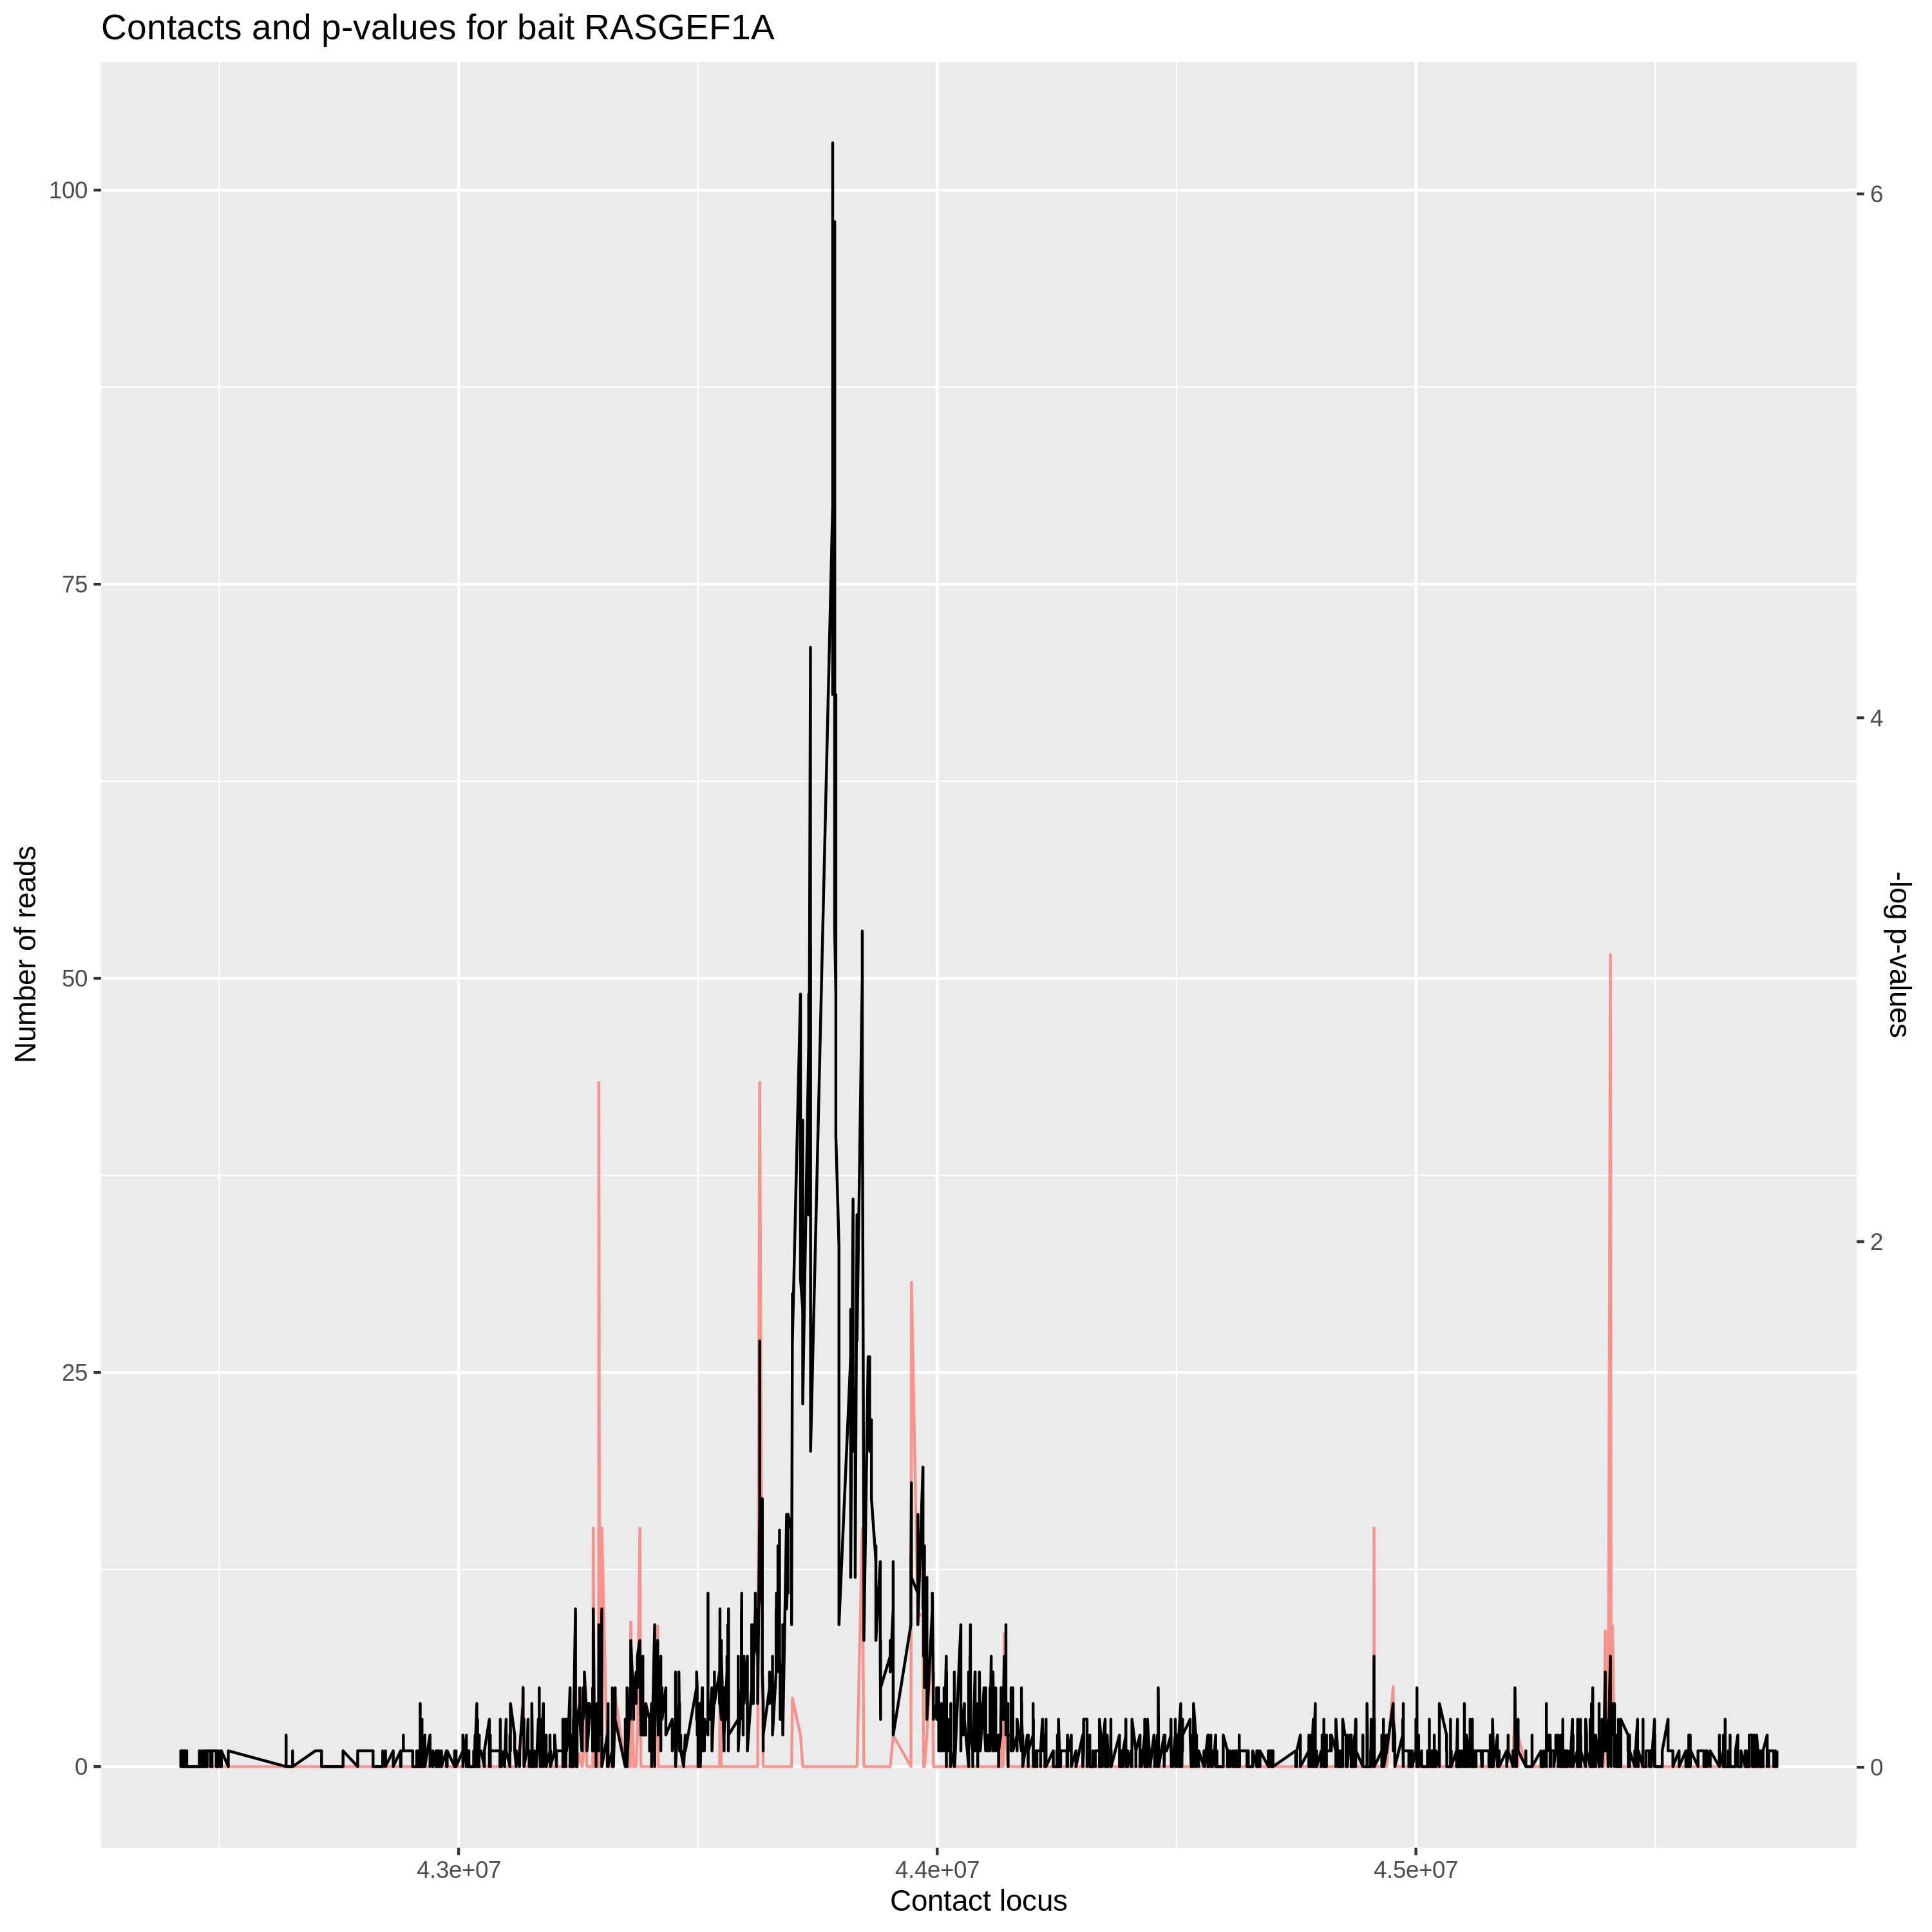 Contacts and p-values for bait RASGEF1A
100
75
50
25
0
Number of reads
6
4
2
0
-log p-values
4.3e+07
4.4e+07
4.5e+07
Contact locus